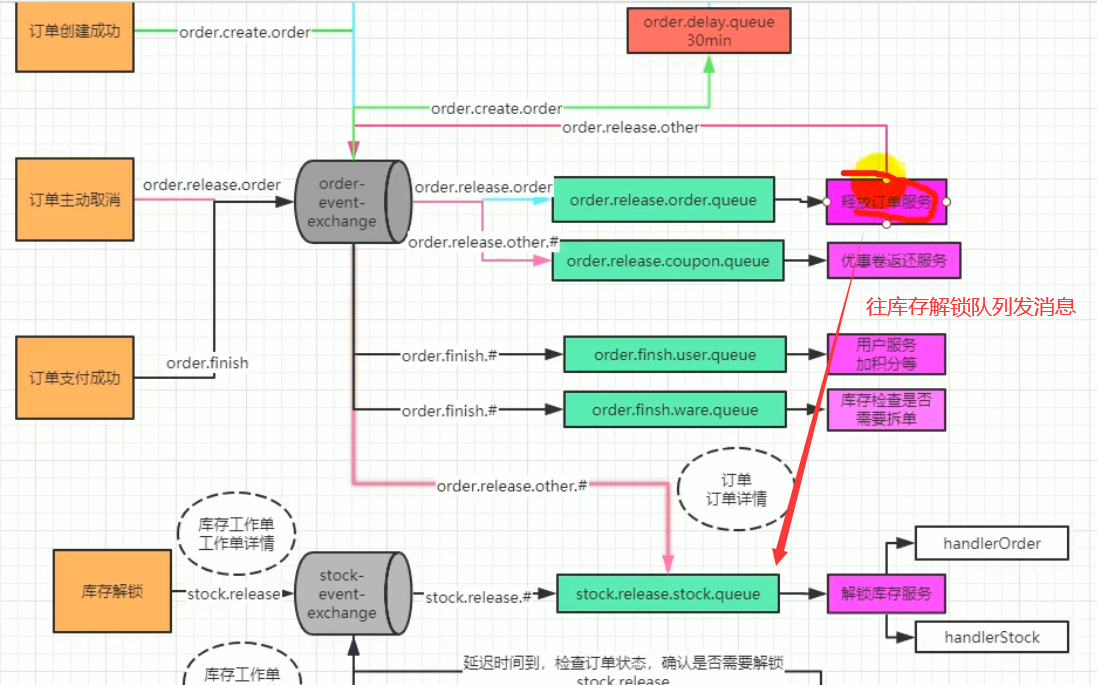 订单创建成功
order.create.order
order.delay.queue
30min
order.create.order
order.release.other
订单主动取消
order.release.order
order-
event-
exchange
order.release.order
order.release.order.queue
释放订单服务
order.release.other.#
order.release.coupon.queue
优惠卷返还服务
往库存解锁队列发消息
订单支付成功
order.finish
order.finish.#
order.finsh.user.queue
用户服务
加积分等
order.finish.#
order.finsh.ware.queue
库存检查是否
需要拆单
order.release.other.#
订单
订单详情
库存工作单
工作单详情
库存解锁
stock.release
stock-
event-
exchange
stock.release.#
stock.release.stock.queue
解锁库存服务
handlerOrder
handlerStock
库存工作单
延迟时间到，检查订单状态，确认是否需要解锁
stock.release